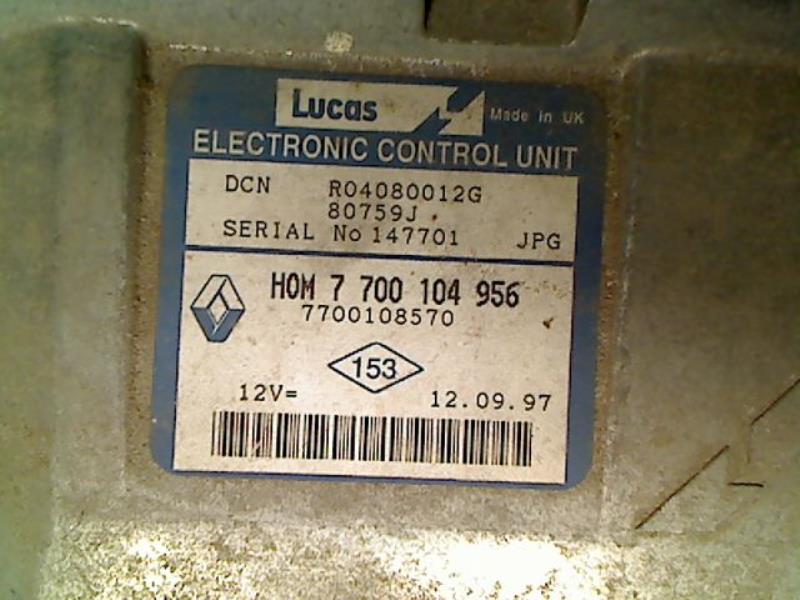 Lucas Made in UK
ELECTRONIC CONTROL UNIT
DCN R04080012G
80759J
SERIAL No 147701 JPG
HOM 7 700 104 956
7700108570
153
12V= 12.09.97